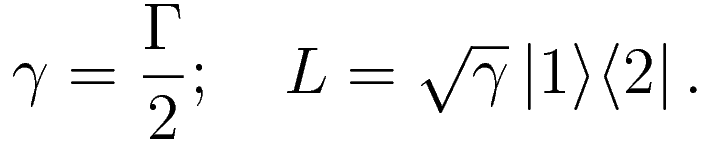 γ = Γ/2; L = √γ |1⟩⟨2| .